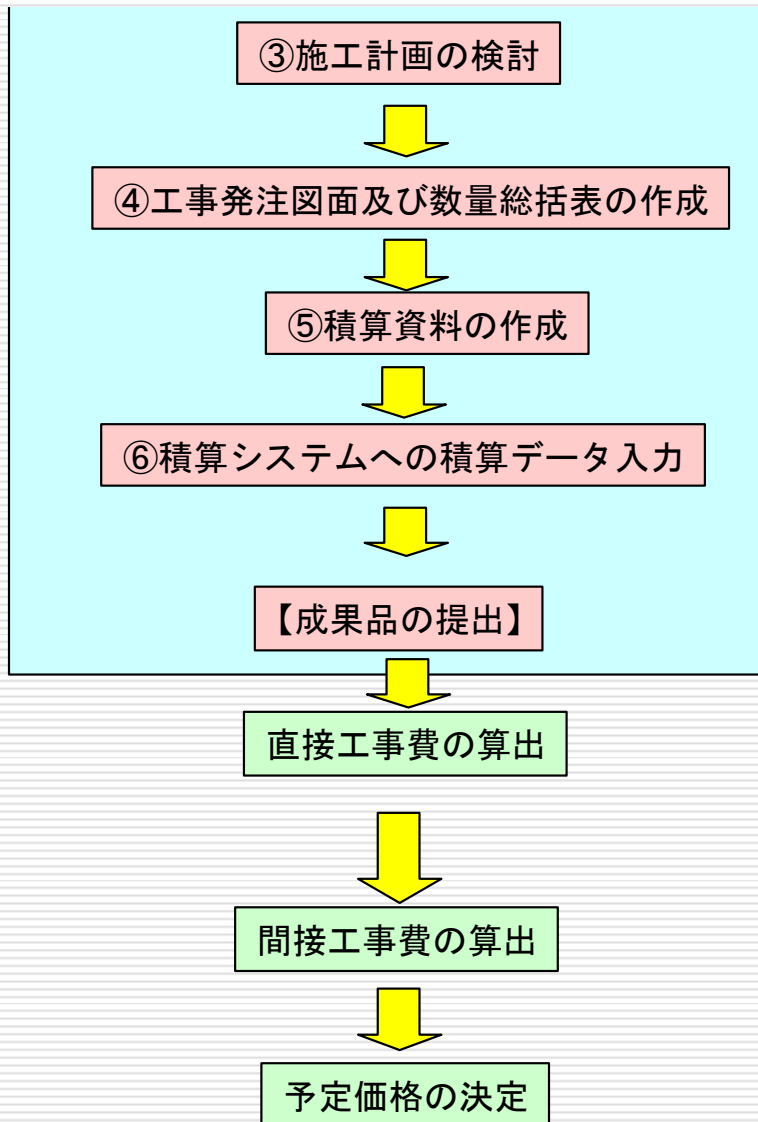 ③施工計画の検討
④工事発注図面及び数量総括表の作成
⑤積算資料の作成
⑥積算システムへの積算データ入力
【成果品の提出】
直接工事費の算出
間接工事費の算出
予定価格の決定